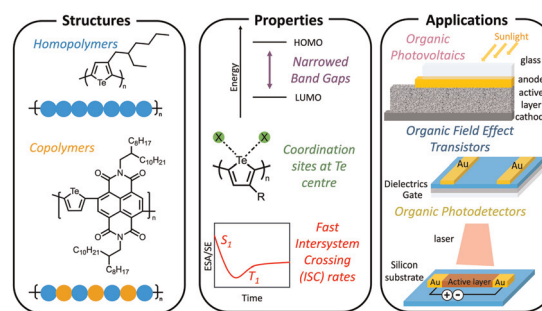 Structures
Homopolymers
Te
n
n
Copolymers
C8H17
C10H21
O
N
O
Te
n
O
N
O
C10H21
C8H17
n
Properties
Energy
HOMO
Narrowed
Band Gaps
LUMO
X
X
Te
n
R
Coordination
sites at Te
centre
ESA/SE
S1
T1
Time
Fast
Intersystem
Crossing
(ISC) rates
Applications
Organic
Photovoltaics
Sunlight
glass
anode
active
layer
cathode
Organic Field Effect
Transistors
Au
Au
Dielectrics
Gate
Organic Photodetectors
laser
Silicon
substrate
Au
Active layer
Au
+
−